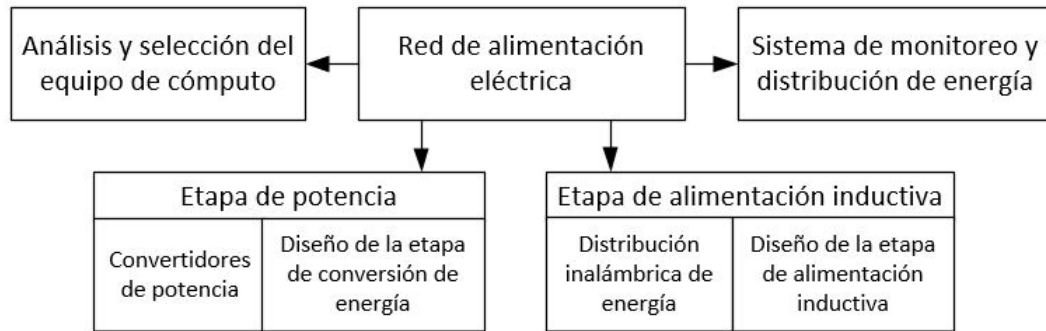 Análisis y selección del
equipo de cómputo
Red de alimentación
eléctrica
Sistema de monitoreo y
distribución de energía
Etapa de potencia
Convertidores
de potencia
Diseño de la etapa
de conversión de
energía
Etapa de alimentación inductiva
Distribución
inalámbrica de
energía
Diseño de la etapa
de alimentación
inductiva